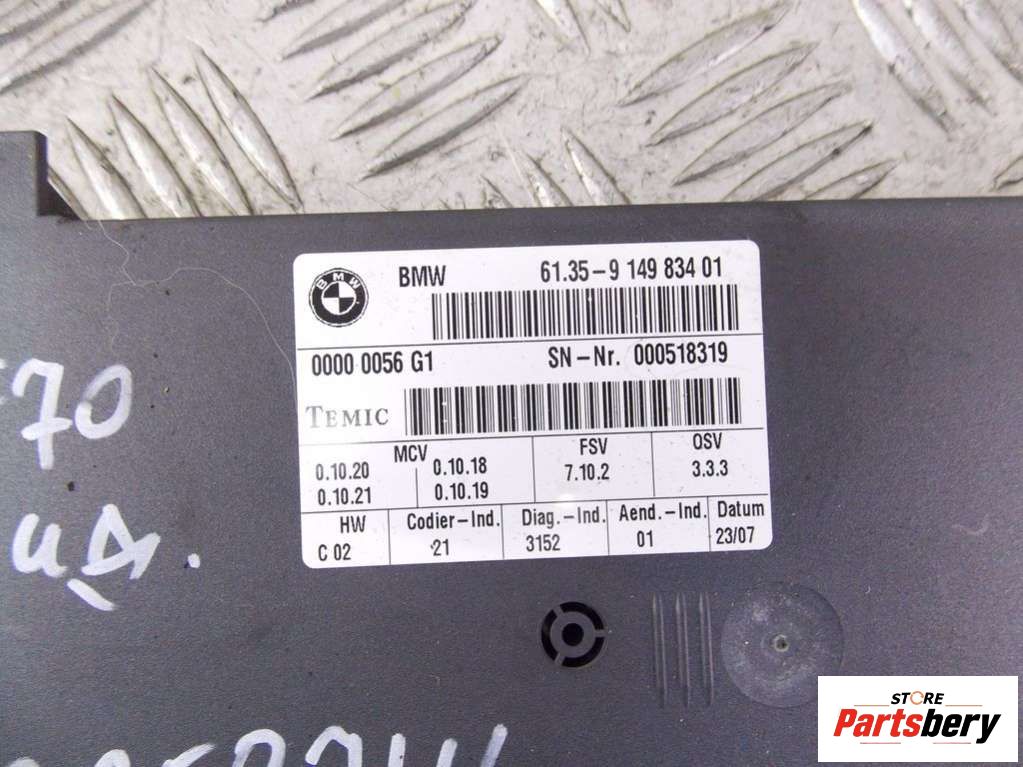 BMW
BMW 61.35-9 149 834 01
0000 0056 G1 SN-Nr. 000518319
TEMIC
MCV FSV OSV
0.10.20 0.10.18 7.10.2 3.3.3
0.10.21 0.10.19
HW Codier-Ind. Diag.-Ind. Aend.-Ind. Datum
C 02 21 3152 01 23/07
70
STORE
Partsbery